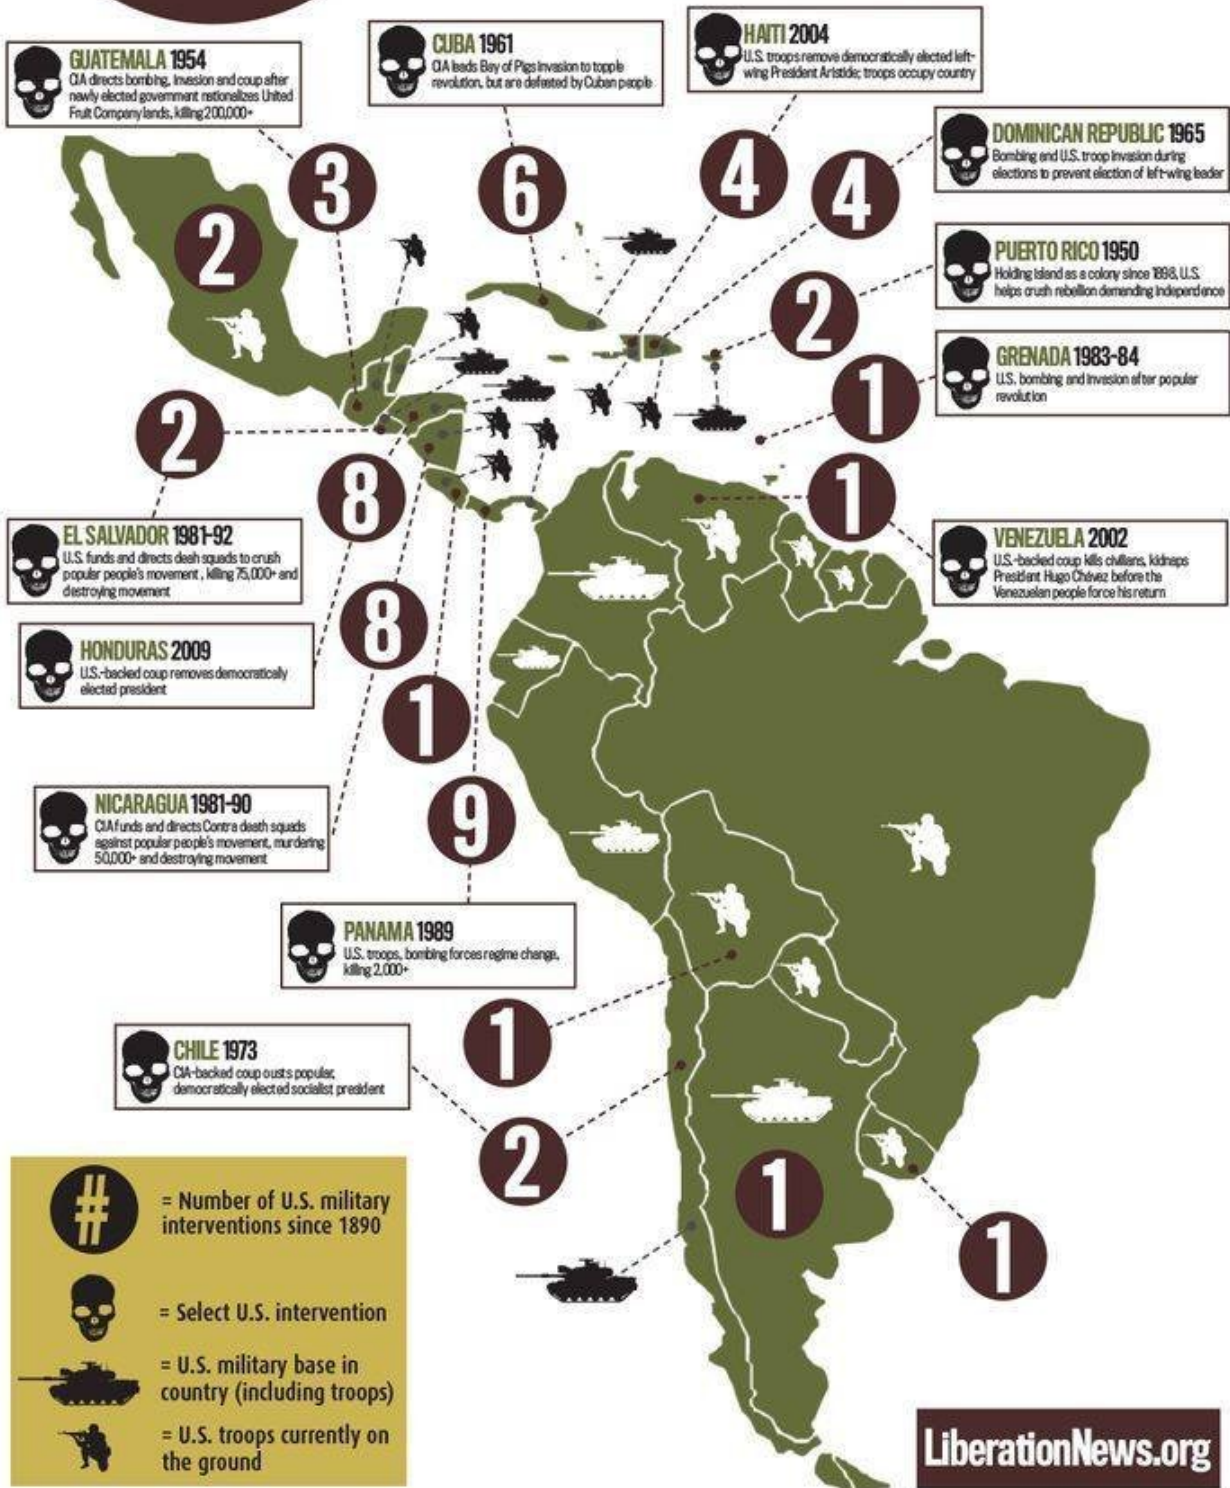 GUATEMALA 1954
CIA directs bombing, invasion and coup after
newly elected government nationalizes United
Fruit Company lands, killing 200,000+
CUBA 1961
CIA leads Bay of Pigs Invasion to topple
revolution, but are defeated by Cuban people
HAITI 2004
U.S. troops remove democratically elected left-
wing President Aristide; troops occupy country
DOMINICAN REPUBLIC 1965
Bombing and U.S. troop invasion during
elections to prevent election of left-wing leader
PUERTO RICO 1950
Holding island as a colony since 1898, U.S.
helps crush rebellion demanding independence
GRENADA 1983-84
U.S. bombing and invasion after popular
revolution
3
6
4
4
2
2
1
2
8
1
VENEZUELA 2002
U.S.-backed coup kills civilians, kidnaps
President Hugo Chávez before the
Venezuelan people force his return
EL SALVADOR 1981-92
U.S. funds and directs deah squads to crush
popular people's movement, killing 75,000+ and
destroying movement
8
HONDURAS 2009
U.S.-backed coup removes democratically
elected president
1
NICARAGUA 1981-90
CIA funds and directs Contra death squads
against popular people's movement, murdering
50,000+ and destroying movement
9
PANAMA 1989
U.S. troops, bombing forces regime change,
killing 2,000+
1
CHILE 1973
CIA-backed coup ousts popular,
democratically elected socialist president
2
1
1
#
= Number of U.S. military
interventions since 1890
= Select U.S. intervention
= U.S. military base in
country (including troops)
= U.S. troops currently on
the ground
LiberationNews.org